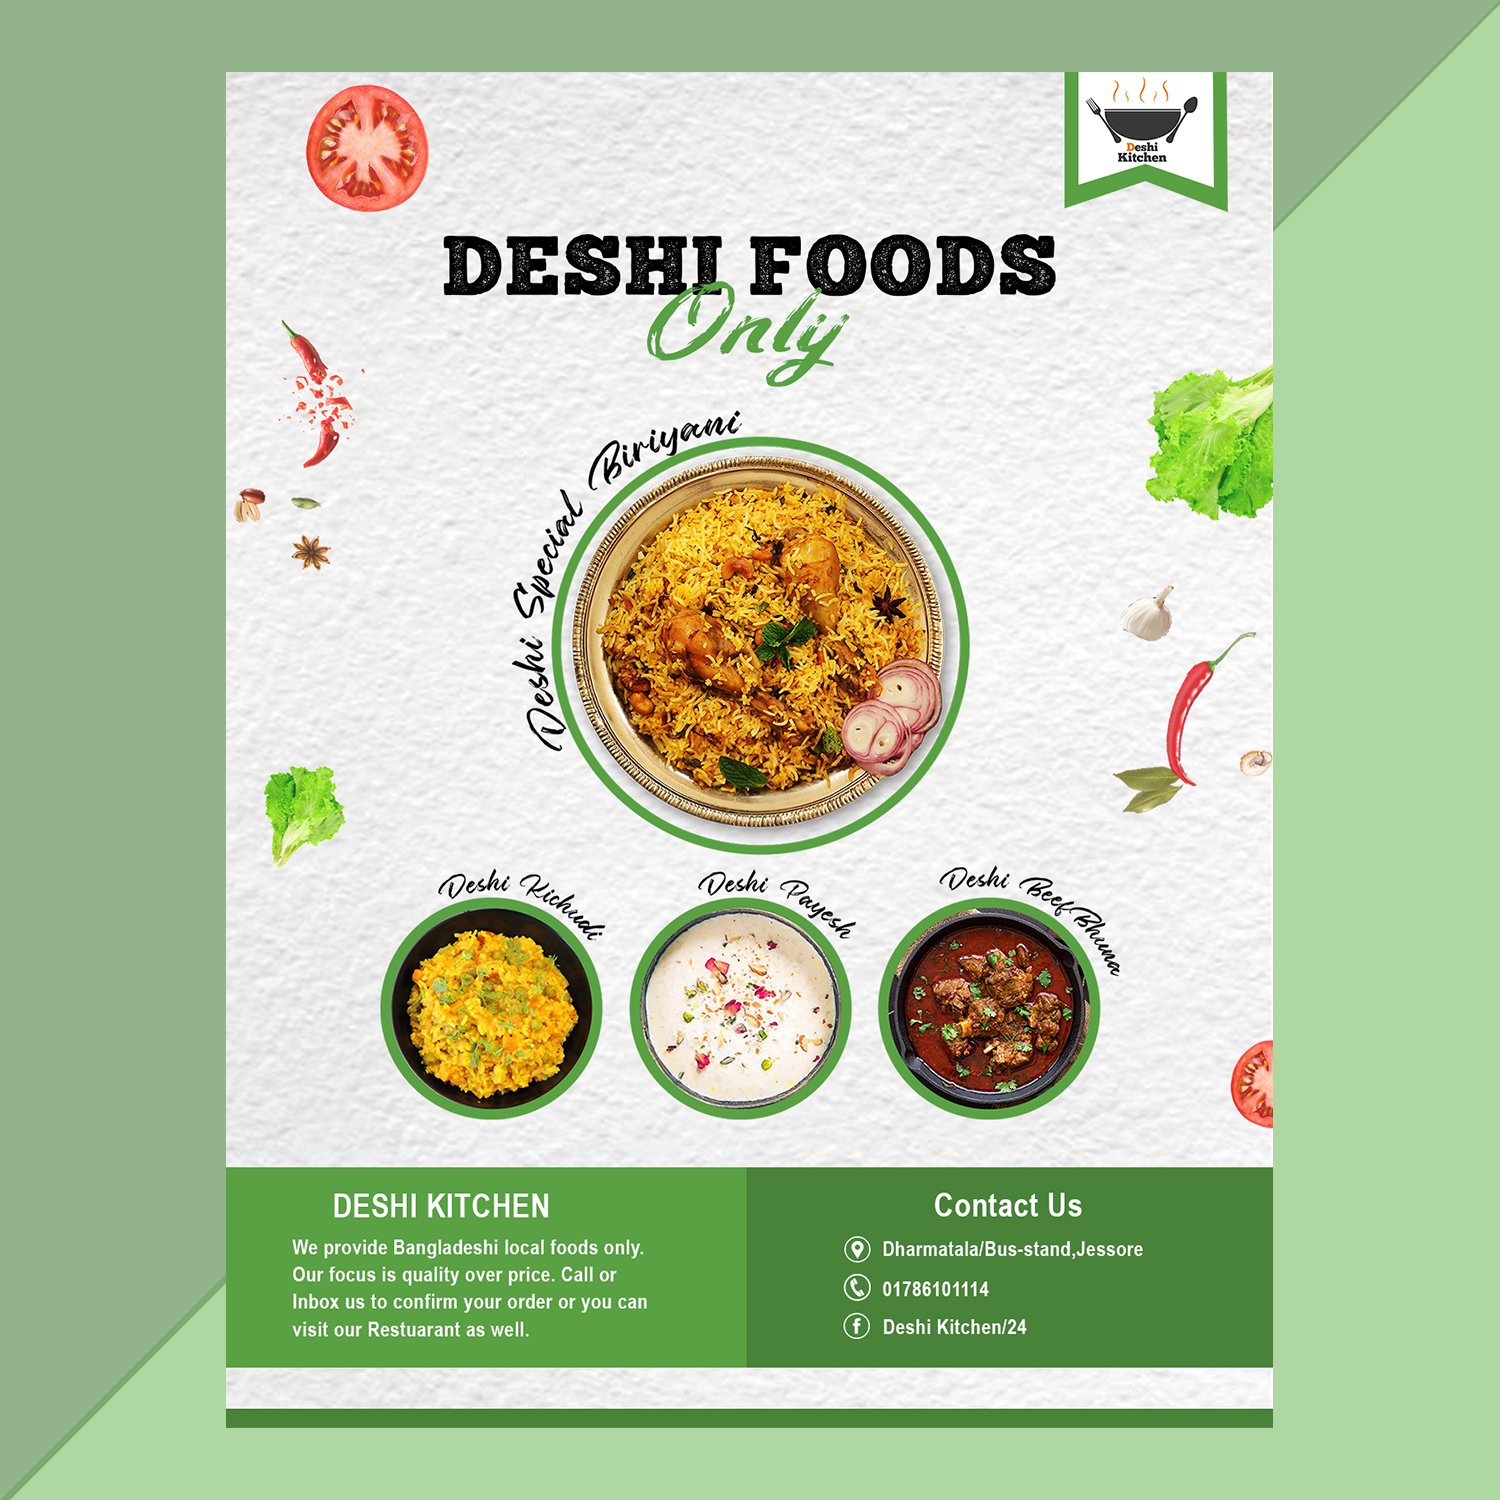 Deshi
Kitchen
DESHI FOODS
Only
Deshi Special Biriyani
Deshi Kichudi
Deshi Payesh
Deshi Beef Bhuna
DESHI KITCHEN
We provide Bangladeshi local foods only.
Our focus is quality over price. Call or
Inbox us to confirm your order or you can
visit our Restuarant as well.
Contact Us
Dharmatala/Bus-stand,Jessore
01786101114
Deshi Kitchen/24